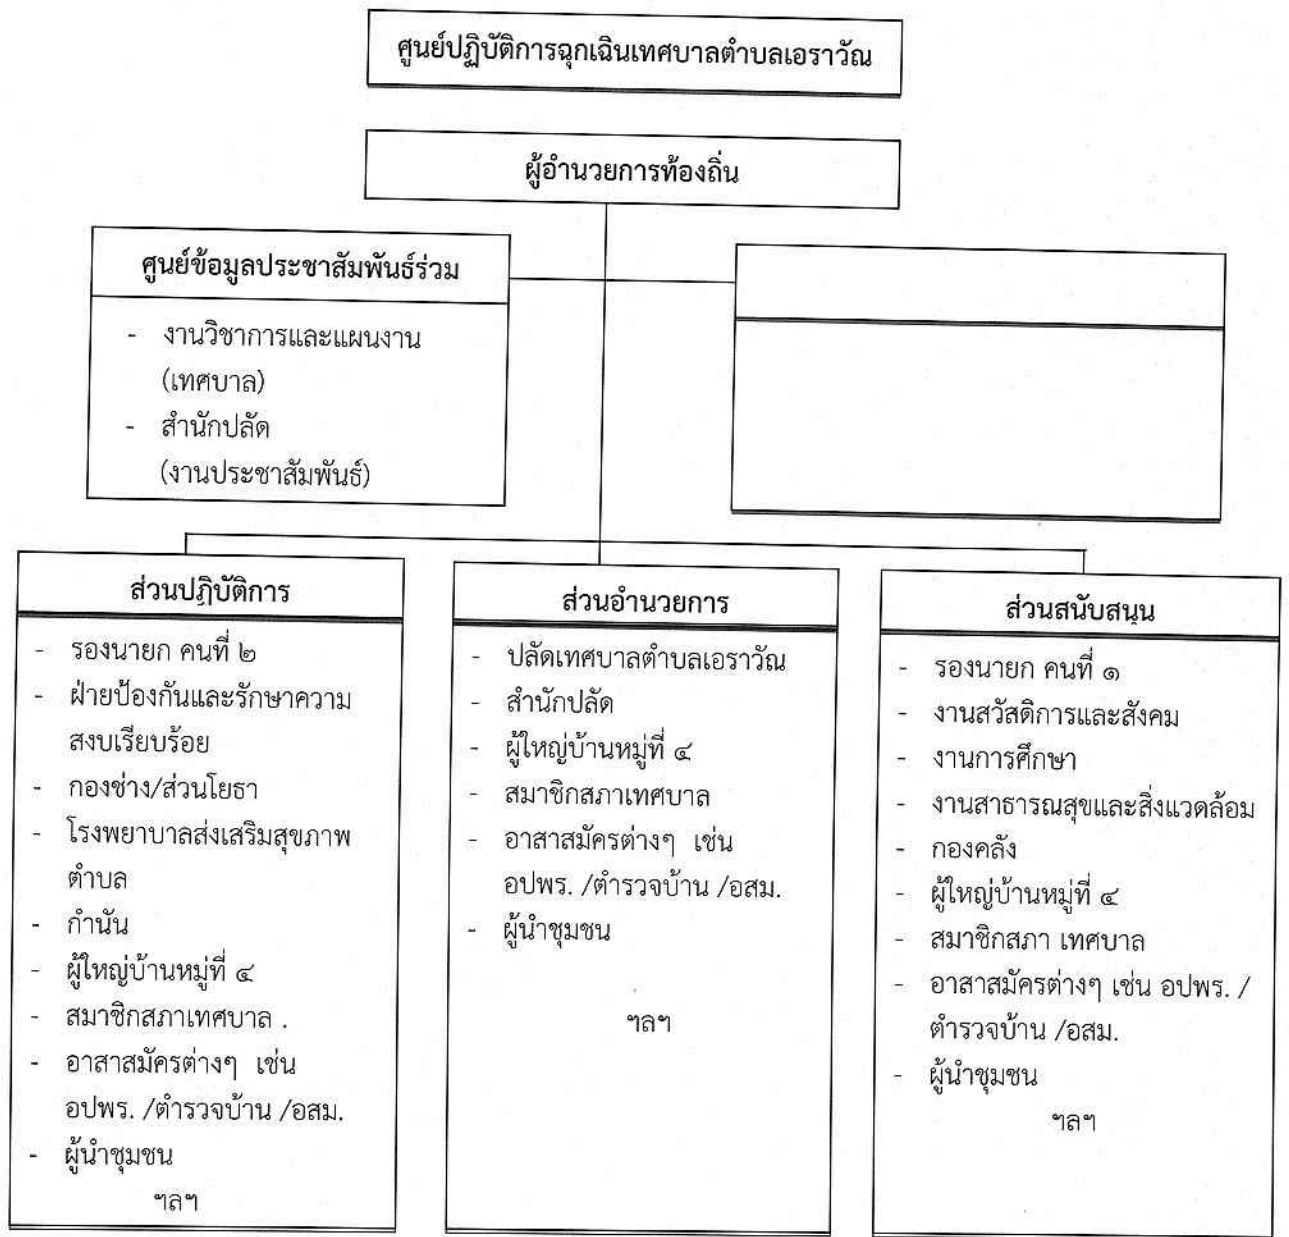 ศูนย์ปฏิบัติการฉุกเฉินเทศบาลตำบลเอราวัณ
ผู้อำนวยการท้องถิ่น
ศูนย์ข้อมูลประชาสัมพันธ์ร่วม
- งานวิชาการและแผนงาน
(เทศบาล)
- สำนักปลัด
(งานประชาสัมพันธ์)
ส่วนปฏิบัติการ
- รองนายก คนที่ ๒
- ฝ่ายป้องกันและรักษาความ
สงบเรียบร้อย
- กองช่าง/ส่วนโยธา
- โรงพยาบาลส่งเสริมสุขภาพ
ตำบล
- กำนัน
- ผู้ใหญ่บ้านหมู่ที่ ๔
- สมาชิกสภาเทศบาล .
- อาสาสมัครต่างๆ เช่น
อปพร. /ตำรวจบ้าน /อสม.
- ผู้นำชุมชน
ฯลฯ
ส่วนอำนวยการ
- ปลัดเทศบาลตำบลเอราวัณ
- สำนักปลัด
- ผู้ใหญ่บ้านหมู่ที่ ๔
- สมาชิกสภาเทศบาล
- อาสาสมัครต่างๆ เช่น
อปพร. /ตำรวจบ้าน /อสม.
- ผู้นำชุมชน
ฯลฯ
ส่วนสนับสนุน
- รองนายก คนที่ ๑
- งานสวัสดิการและสังคม
- งานการศึกษา
- งานสาธารณสุขและสิ่งแวดล้อม
- กองคลัง
- ผู้ใหญ่บ้านหมู่ที่ ๔
- สมาชิกสภา เทศบาล
- อาสาสมัครต่างๆ เช่น อปพร. /
ตำรวจบ้าน /อสม.
- ผู้นำชุมชน
ฯลฯ